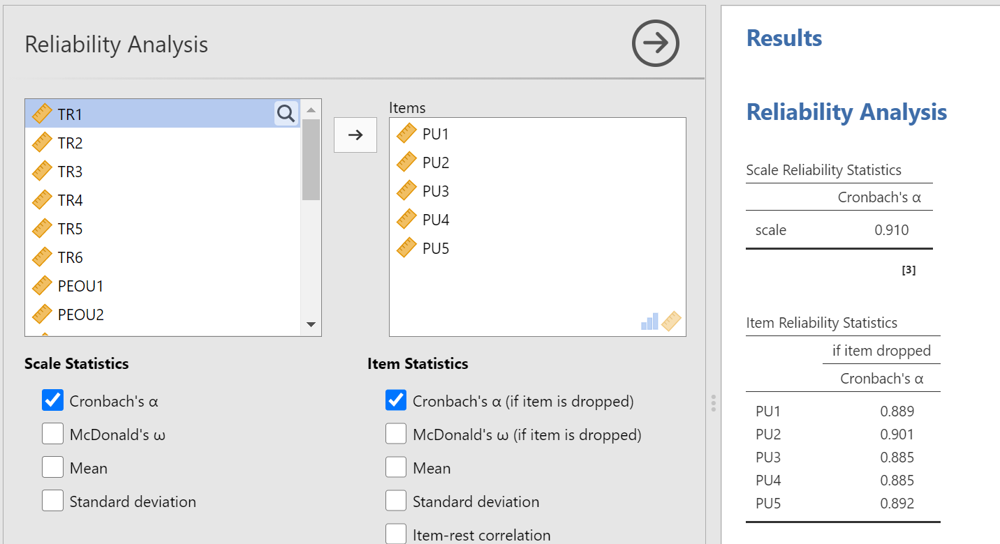 Reliability Analysis
TR1
TR2
TR3
TR4
TR5
TR6
PEOU1
PEOU2
Items
PU1
PU2
PU3
PU4
PU5
Scale Statistics
Cronbach's α
McDonald's ω
Mean
Standard deviation
Item Statistics
Cronbach's α (if item is dropped)
McDonald's ω (if item is dropped)
Mean
Standard deviation
Item-rest correlation
Results
Reliability Analysis
Scale Reliability Statistics
Cronbach's α
scale 0.910
[3]
Item Reliability Statistics
if item dropped
Cronbach's α
PU1 0.889
PU2 0.901
PU3 0.885
PU4 0.885
PU5 0.892